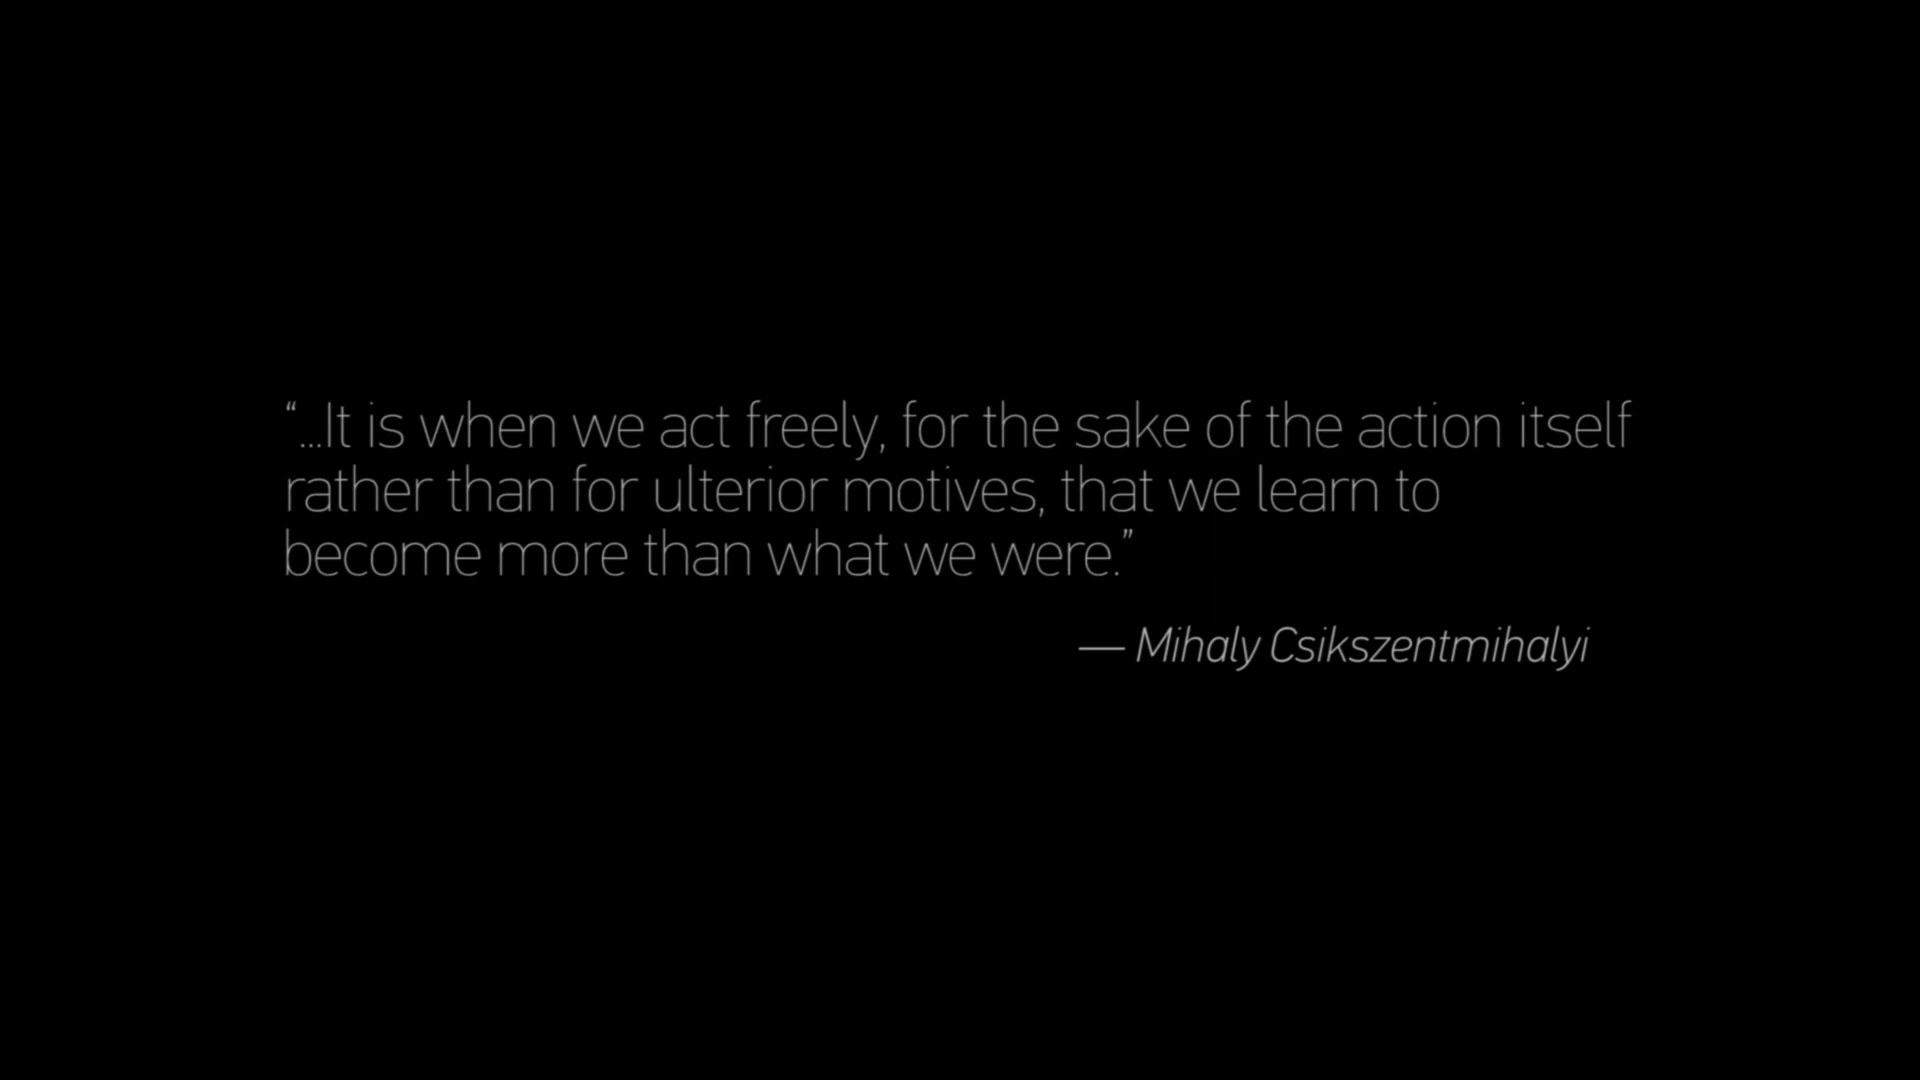 “...It is when we act freely, for the sake of the action itself
rather than for ulterior motives, that we learn to
become more than what we were.”
— Mihaly Csikszentmihalyi